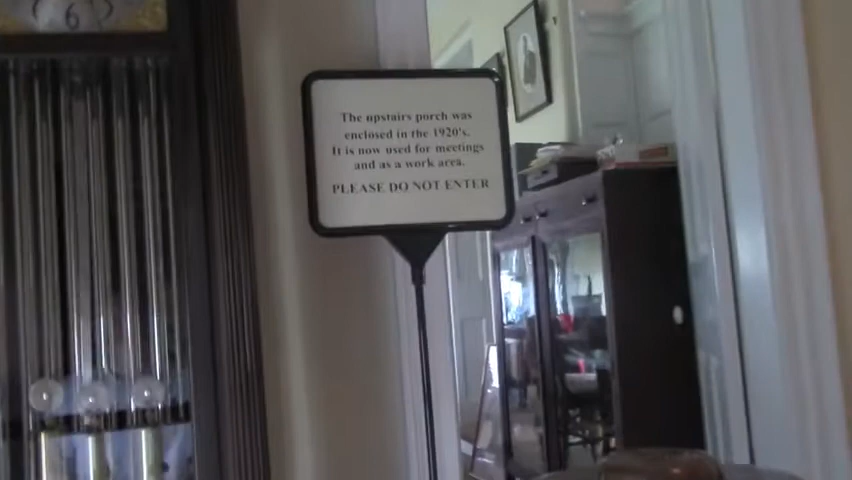 6
The upstairs porch was
enclosed in the 1920's.
It is now used for meetings
and as a work area.
PLEASE DO NOT ENTER